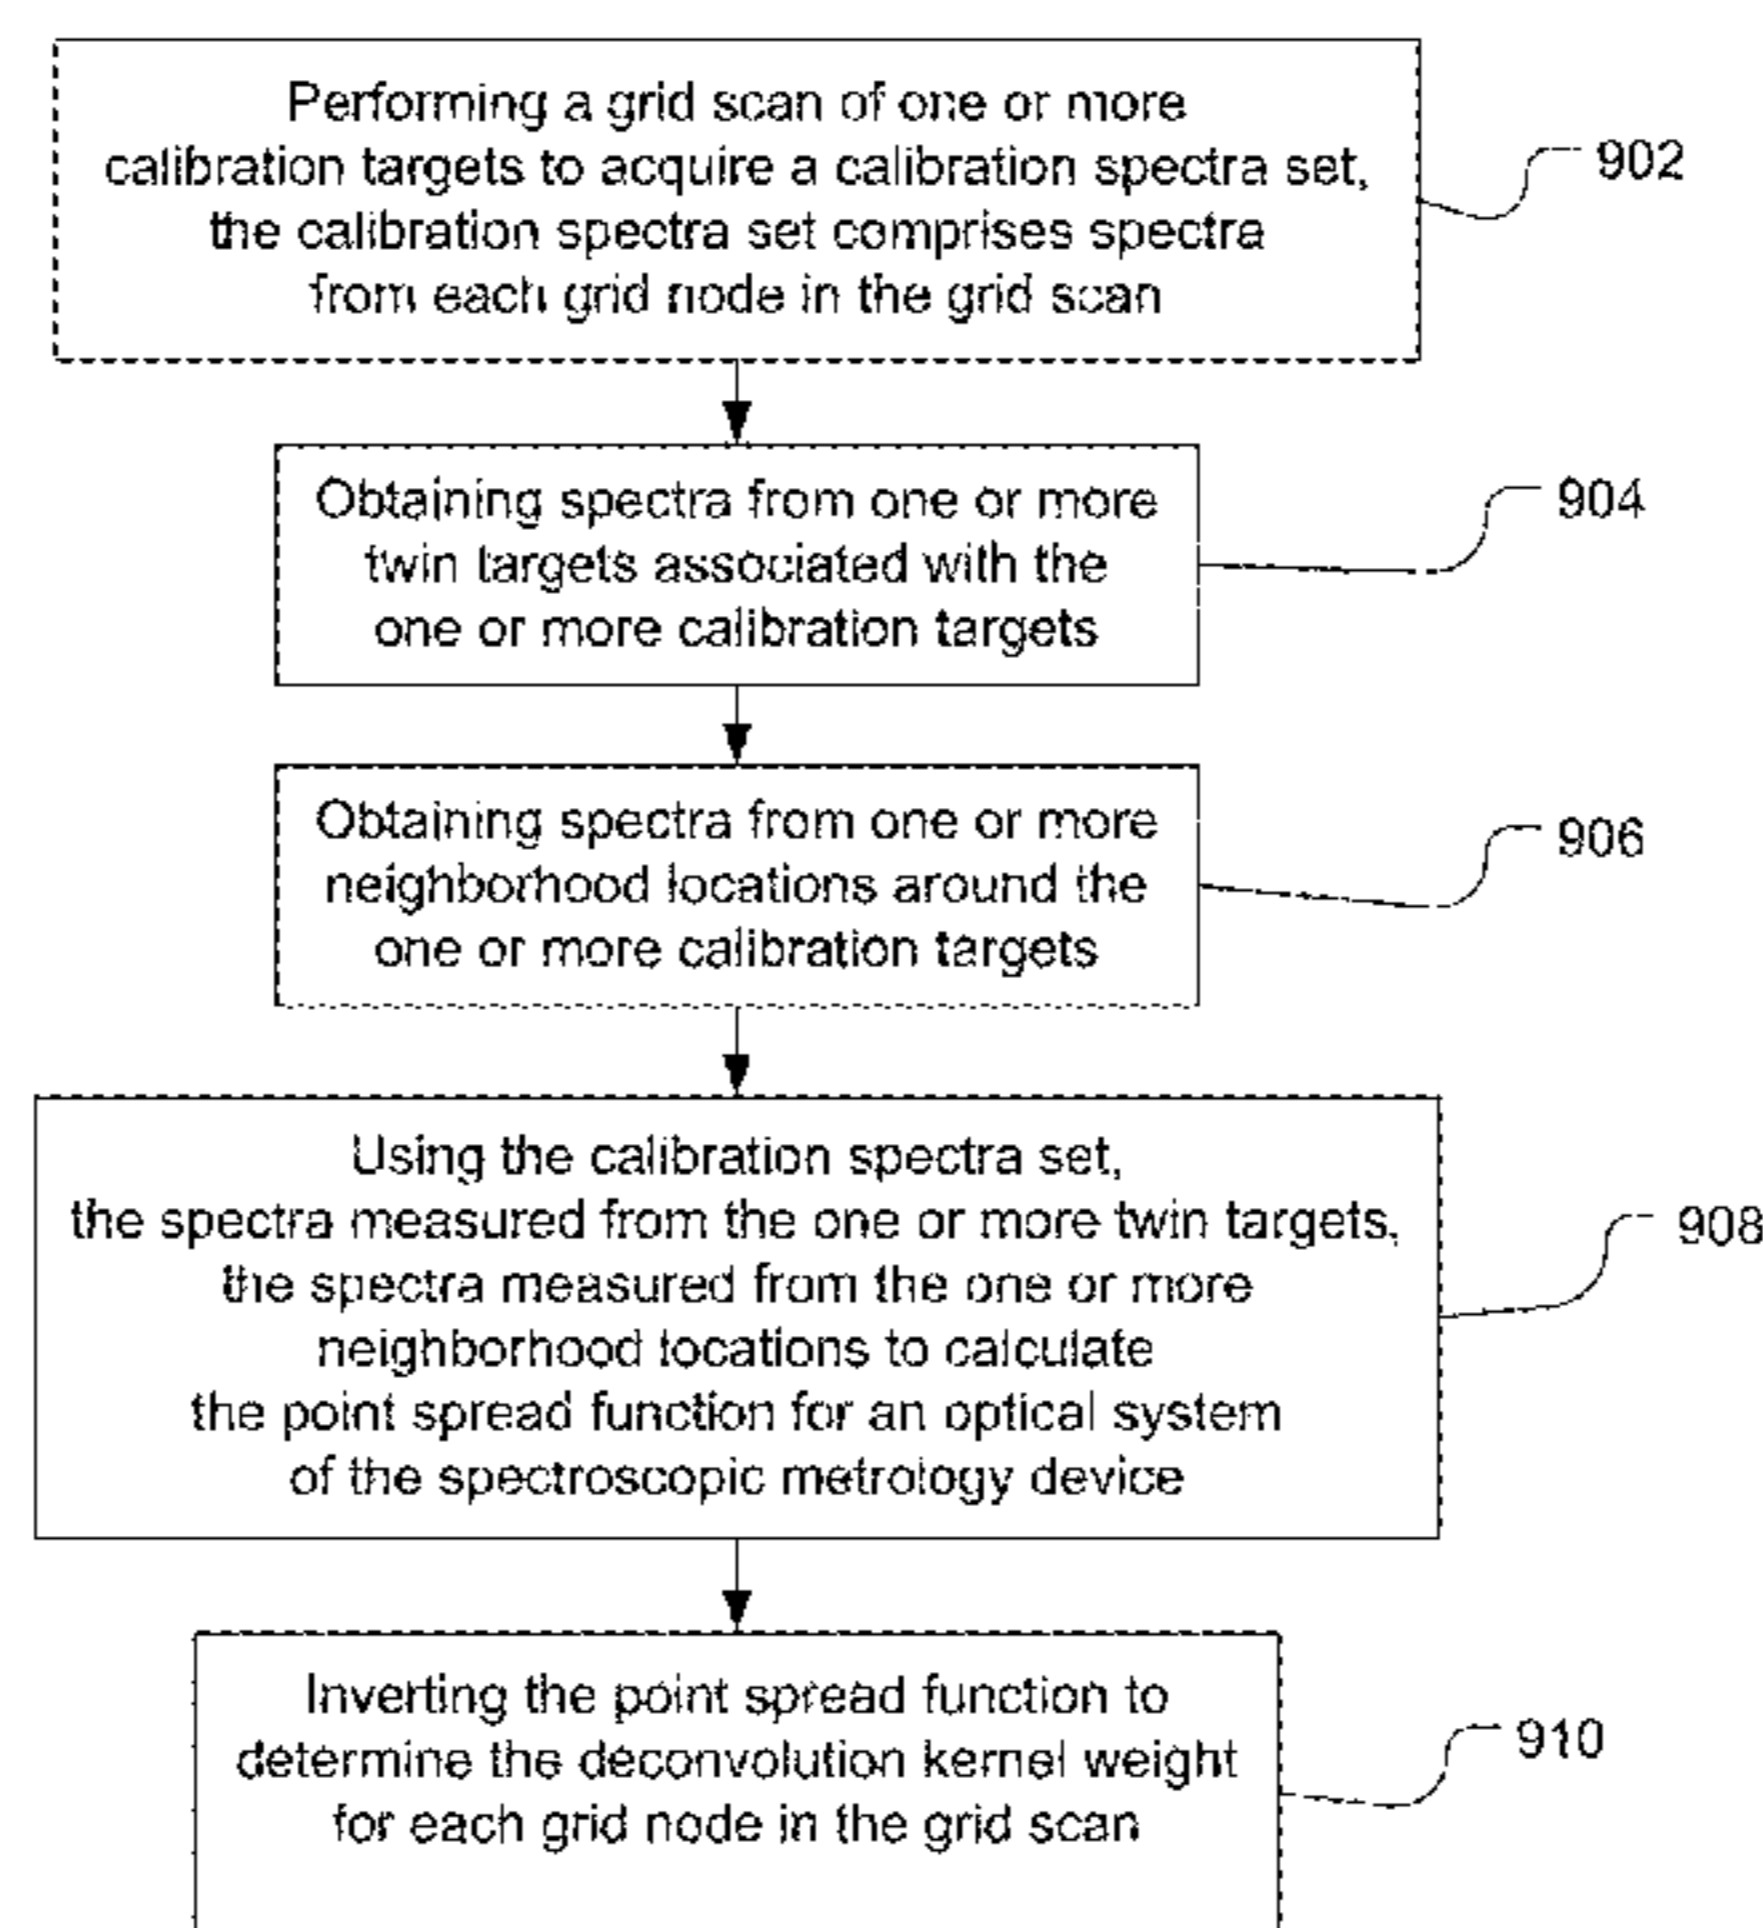 Performing a grid scan of one or more
calibration targets to acquire a calibration spectra set,
the calibration spectra set comprises spectra
from each grid node in the grid scan
902
Obtaining spectra from one or more
twin targets associated with the
one or more calibration targets
904
Obtaining spectra from one or more
neighborhood locations around the
one or more calibration targets
906
Using the calibration spectra set,
the spectra measured from the one or more twin targets,
the spectra measured from the one or more
neighborhood locations to calculate
the point spread function for an optical system
of the spectroscopic metrology device
908
Inverting the point spread function to
determine the deconvolution kernel weight
for each grid node in the grid scan
910